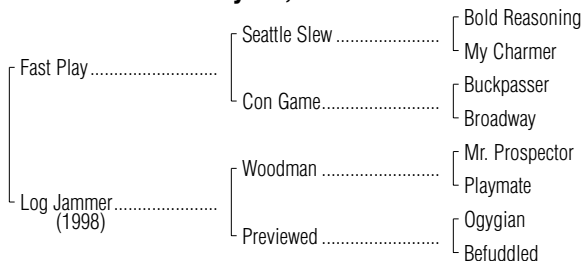 Bold Reasoning
Seattle Slew ..............................
My Charmer
Fast Play .................................
Buckpasser
Con Game ..................................
Broadway
Mr. Prospector
Woodman ..............................
Playmate
Log Jammer ...........................
(1998)
Ogygian
Previewed ..............................
Befuddled